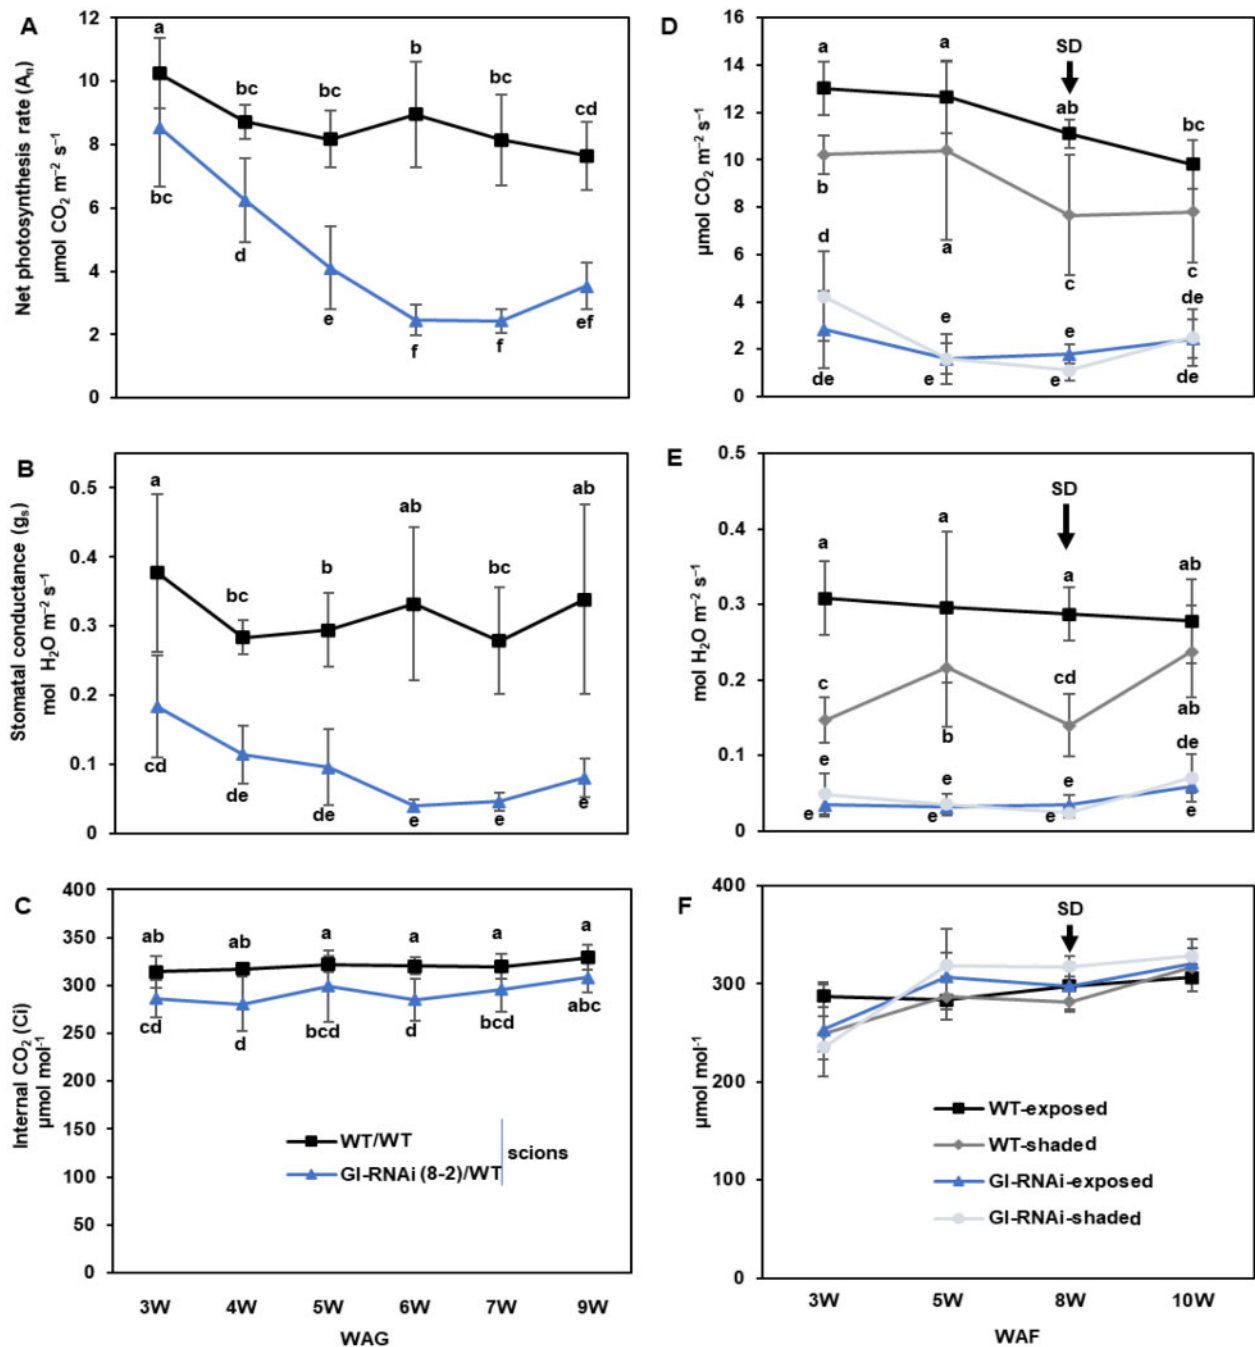 A
Net photosynthesis rate (Aₙ)
µmol CO₂ m⁻² s⁻¹
12
10
8
6
4
2
0
a
bc
bc
b
bc
cd
bc
d
e
f
f
ef
D
µmol CO₂ m⁻² s⁻¹
16
14
12
10
8
6
4
2
0
SD
a
a
ab
bc
b
a
c
c
d
e
e
de
de
e
e
de
B
Stomatal conductance (gₛ)
mol H₂O m⁻² s⁻¹
0.5
0.4
0.3
0.2
0.1
0
a
bc
b
ab
bc
ab
cd
de
de
e
e
e
E
mol H₂O m⁻² s⁻¹
0.5
0.4
0.3
0.2
0.1
0
SD
a
a
a
ab
c
b
cd
ab
e
e
e
de
e
e
e
e
C
Internal CO₂ (Ci)
µmol mol⁻¹
400
350
300
250
200
150
100
50
0
ab
ab
a
a
a
a
cd
d
bcd
d
bcd
abc
WT/WT
GI-RNAi (8-2)/WT
scions
3W 4W 5W 6W 7W 9W
WAG
F
µmol mol⁻¹
400
300
200
100
0
SD
WT-exposed
WT-shaded
GI-RNAi-exposed
GI-RNAi-shaded
3W 5W 8W 10W
WAF